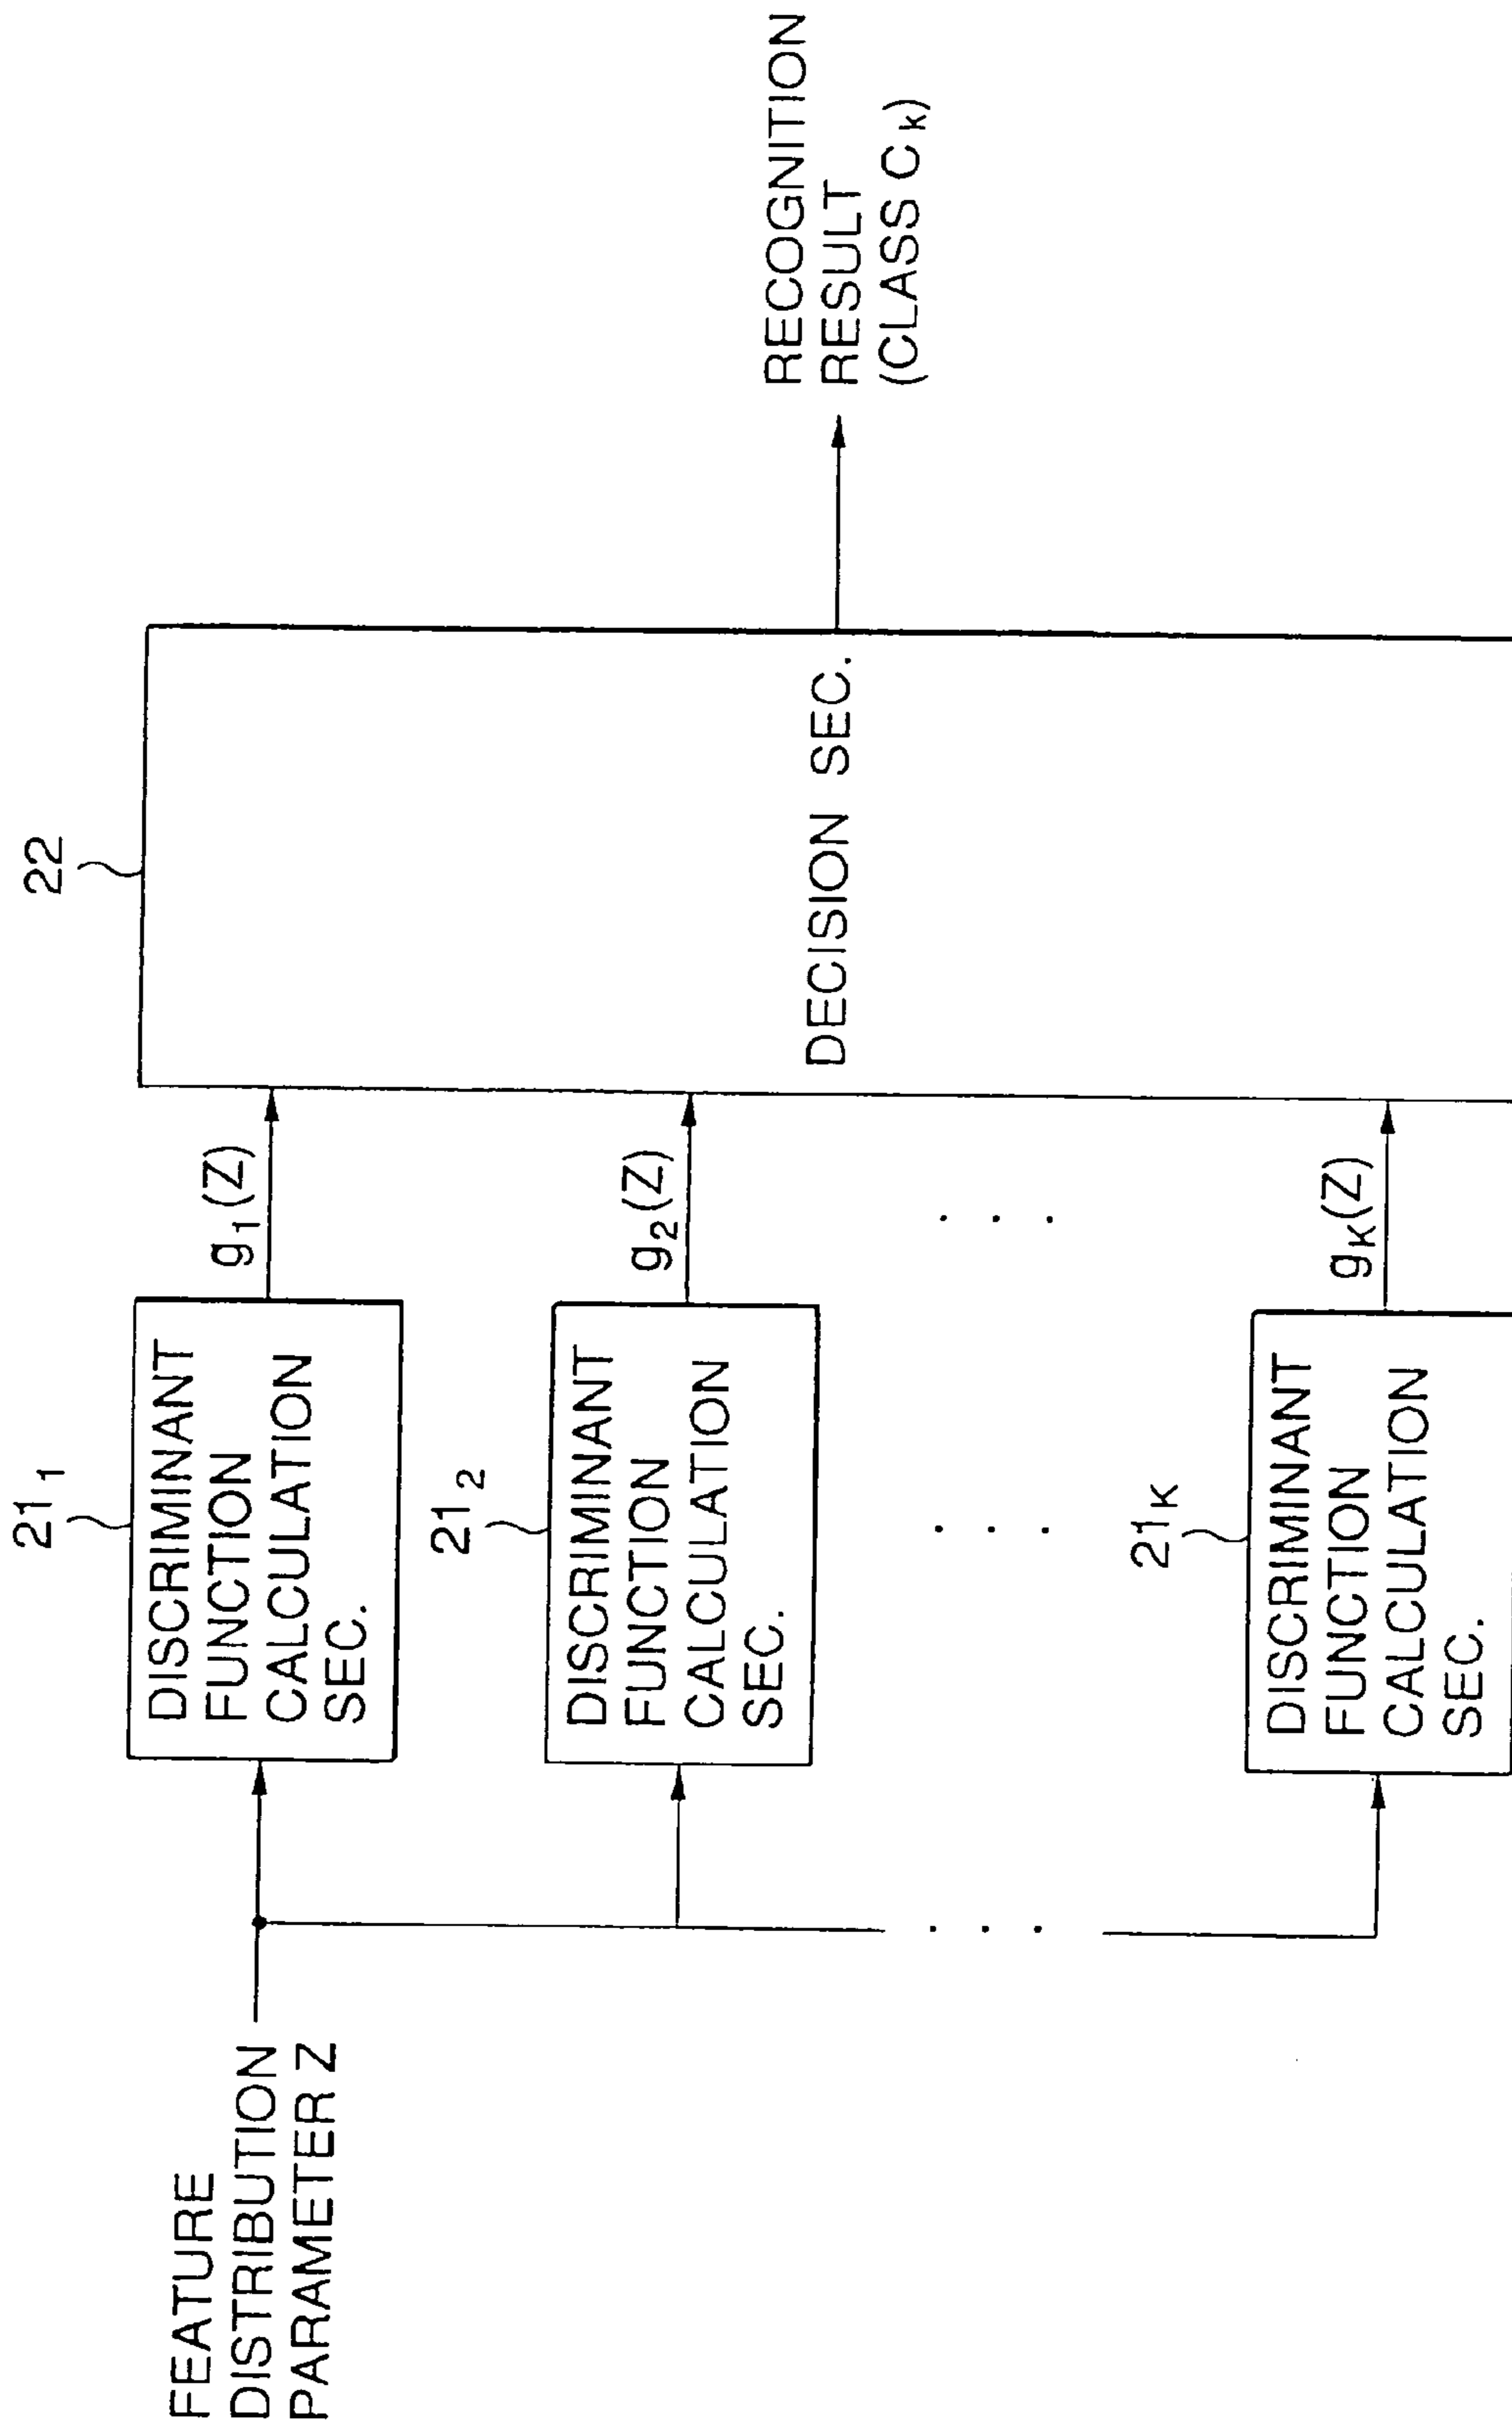 FEATURE
DISTRIBUTION
PARAMETER Z
21₁
DISCRIMINANT
FUNCTION
CALCULATION
SEC.
g₁(Z)
21₂
DISCRIMINANT
FUNCTION
CALCULATION
SEC.
g₂(Z)
. . .
. . .
. . .
21K
DISCRIMINANT
FUNCTION
CALCULATION
SEC.
gK(Z)
22
DECISION SEC.
RECOGNITION
RESULT
(CLASS Cₖ)